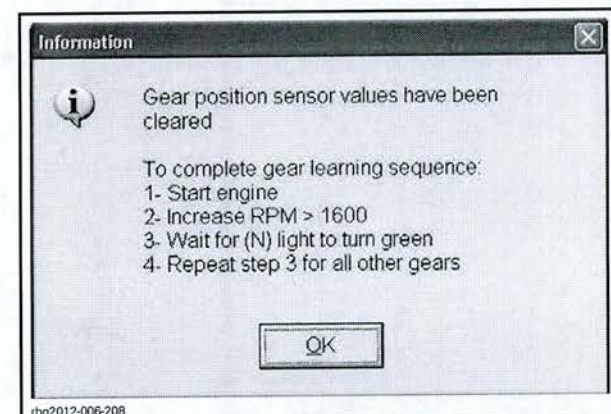 Information
Gear position sensor values have been
cleared
To complete gear learning sequence:
1- Start engine
2- Increase RPM > 1600
3- Wait for (N) light to turn green
4- Repeat step 3 for all other gears
OK
rbg2012-006-208